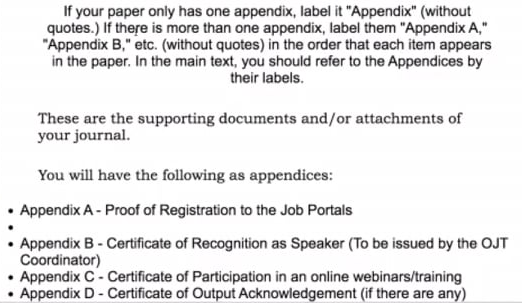 If your paper only has one appendix, label it "Appendix" (without
quotes.) If there is more than one appendix, label them "Appendix A,"
"Appendix B," etc. (without quotes) in the order that each item appears
in the paper. In the main text, you should refer to the Appendices by
their labels.
These are the supporting documents and/or attachments of
your journal.
You will have the following as appendices:
• Appendix A - Proof of Registration to the Job Portals
•
• Appendix B - Certificate of Recognition as Speaker (To be issued by the OJT
Coordinator)
• Appendix C - Certificate of Participation in an online webinars/training
• Appendix D - Certificate of Output Acknowledgement (if there are any)